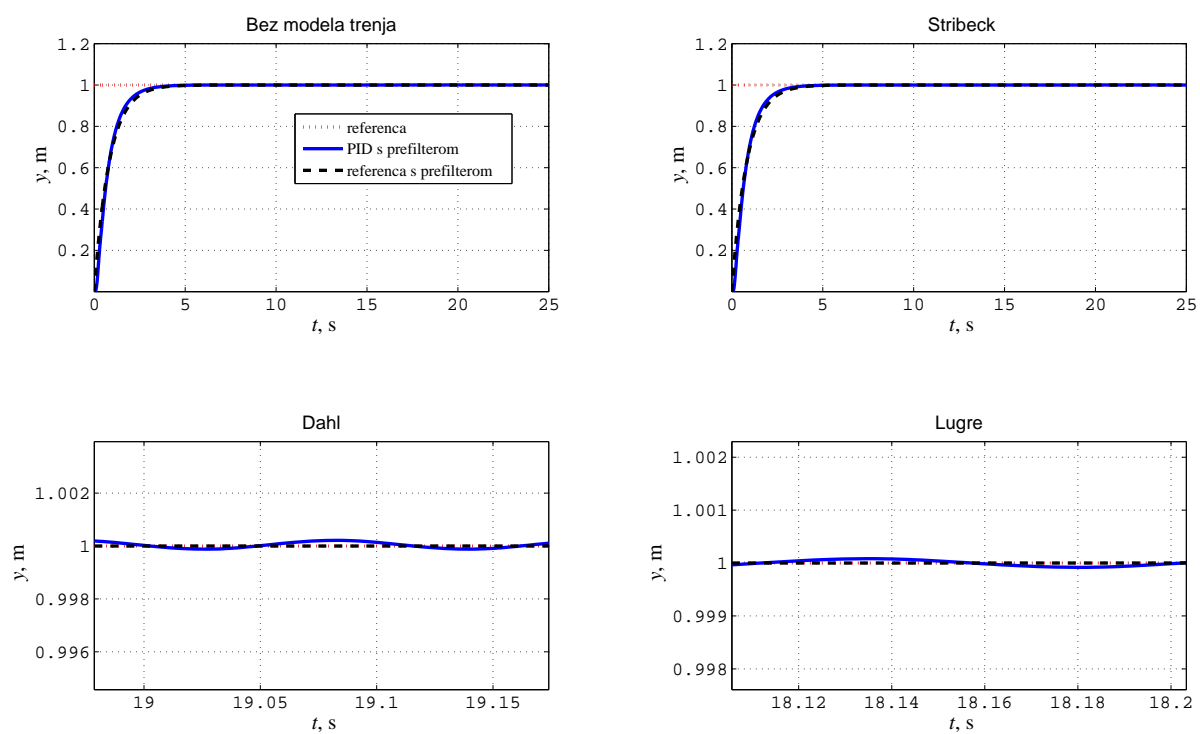 Bez modela trenja
1.2
1
0.8
0.6
0.4
0.2
y, m
0 5 10 15 20 25
t, s
referenca
PID s prefilterom
referenca s prefilterom
Stribeck
1.2
1
0.8
0.6
0.4
0.2
y, m
0 5 10 15 20 25
t, s
Dahl
1.002
1
0.998
0.996
y, m
19 19.05 19.1 19.15
t, s
Lugre
1.002
1.001
1
0.999
0.998
y, m
18.12 18.14 18.16 18.18 18.2
t, s